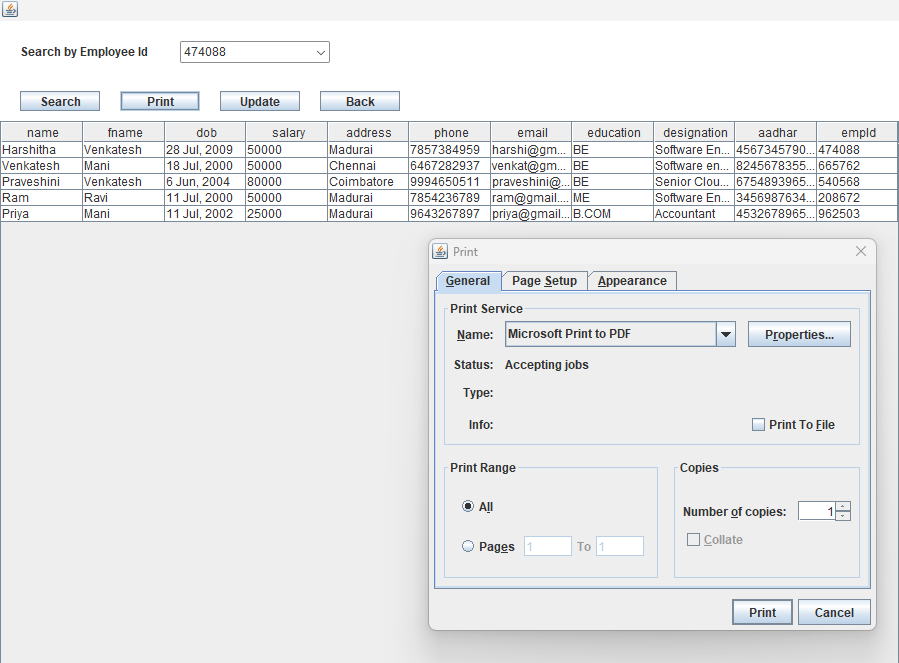 Search by Employee Id 474088
Search Print Update Back
name fname dob salary address phone email education designation aadhar empId
Harshitha Venkatesh 28 Jul, 2009 50000 Madurai 7857384959 harshi@gm... BE Software En... 4567345790... 474088
Venkatesh Mani 18 Jul, 2000 50000 Chennai 6467282937 venkat@gm... BE Software en... 8245678355... 665762
Praveshini Venkatesh 6 Jun, 2004 80000 Coimbatore 9994650511 praveshini@... BE Senior Clou... 6754893965... 540568
Ram Ravi 11 Jul, 2000 50000 Madurai 7854236789 ram@gmail.... ME Software En... 3456987634... 208672
Priya Mani 11 Jul, 2002 25000 Madurai 9643267897 priya@gmail... B.COM Accountant 4532678965... 962503
Print
General Page Setup Appearance
Print Service
Name: Microsoft Print to PDF Properties...
Status: Accepting jobs
Type:
Info: Print To File
Print Range Copies
All
Number of copies: 1
Pages 1 To 1
Collate
Print Cancel